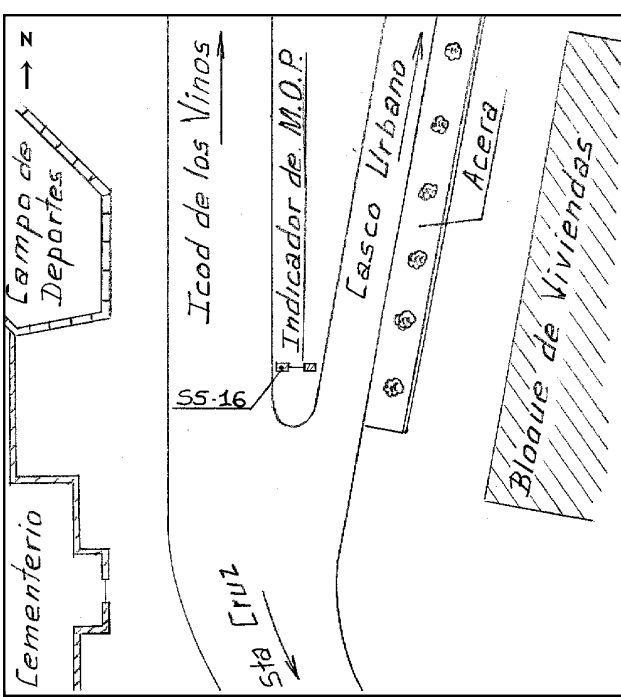 N
Campo de
Deportes
Icod de los Vinos
Indicador de M.O.P.
Casco Urbano
Acera
Bloque de Viviendas
S5-16
Cementerio
Sta Cruz